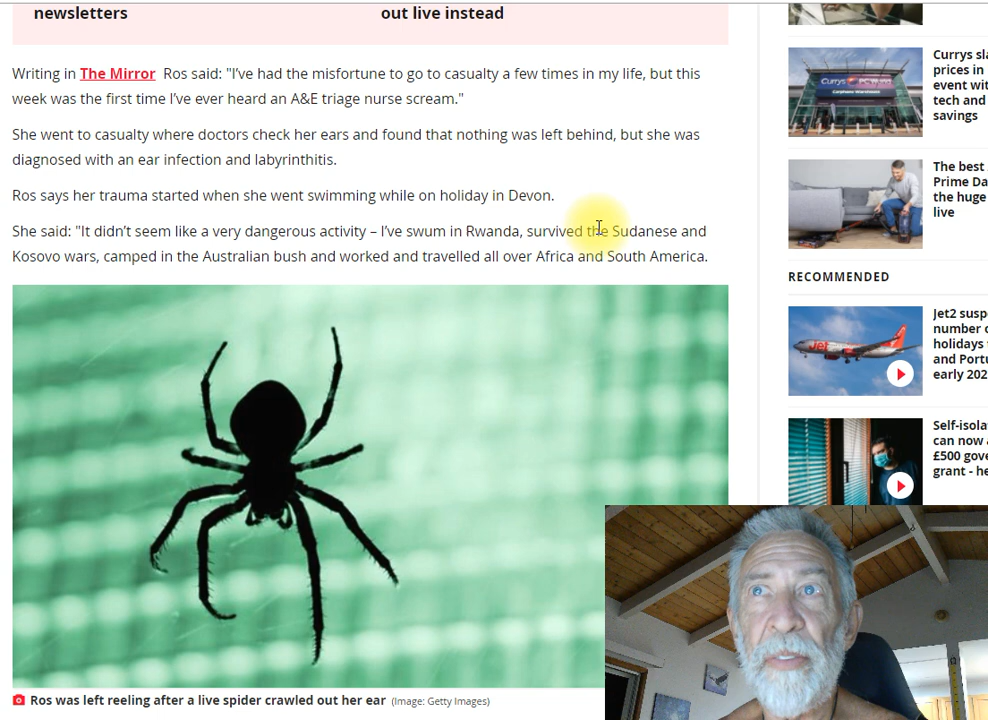 newsletters
out live instead
Writing in The Mirror Ros said: "I've had the misfortune to go to casualty a few times in my life, but this
week was the first time I've ever heard an A&E triage nurse scream."
She went to casualty where doctors check her ears and found that nothing was left behind, but she was
diagnosed with an ear infection and labyrinthitis.
Ros says her trauma started when she went swimming while on holiday in Devon.
She said: "It didn't seem like a very dangerous activity – I've swum in Rwanda, survived the Sudanese and
Kosovo wars, camped in the Australian bush and worked and travelled all over Africa and South America.
Ros was left reeling after a live spider crawled out her ear (Image: Getty Images)
Currys
Currys sla
prices in
event wit
tech and
savings
The best
Prime Da
the huge
live
RECOMMENDED
Jet
Jet2 susp
number o
holidays
and Portu
early 202
Self-isola
can now
£500 gove
grant - he